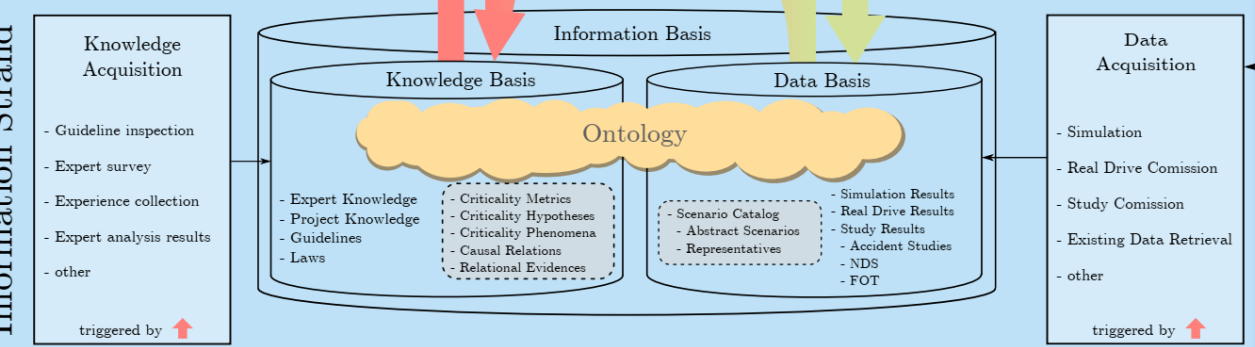 Information Strand
Knowledge
Acquisition
- Guideline inspection
- Expert survey
- Experience collection
- Expert analysis results
- other
triggered by
Information Basis
Knowledge Basis
Data Basis
Ontology
- Expert Knowledge
- Project Knowledge
- Guidelines
- Laws
- Criticality Metrics
- Criticality Hypotheses
- Criticality Phenomena
- Causal Relations
- Relational Evidences
- Scenario Catalog
- Abstract Scenarios
- Representatives
- Simulation Results
- Real Drive Results
- Study Results
- Accident Studies
- NDS
- FOT
Data
Acquisition
- Simulation
- Real Drive Comission
- Study Comission
- Existing Data Retrieval
- other
triggered by